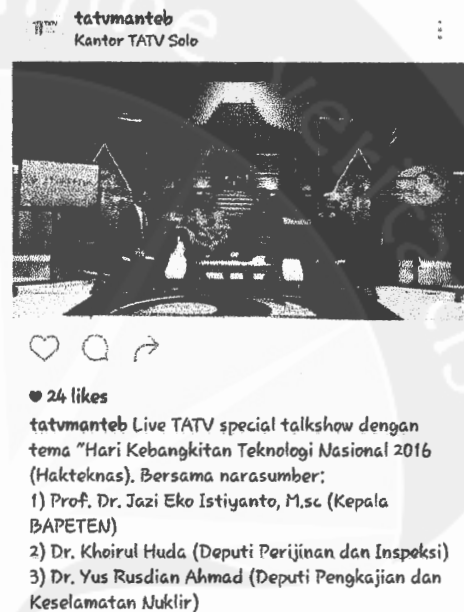 tatvmanteb
Kantor TATV Solo
24 likes
tatvmanteb Live TATV special talkshow dengan
tema "Hari Kebangkitan Teknologi Nasional 2016
(Hakteknas). Bersama narasumber:
1) Prof. Dr. Jazi Eko Istiyanto, M.sc (Kepala
BAPETEN)
2) Dr. Khoirul Huda (Deputi Perijinan dan Inspeksi)
3) Dr. Yus Rusdian Ahmad (Deputi Pengkajian dan
Keselamatan Nuklir)